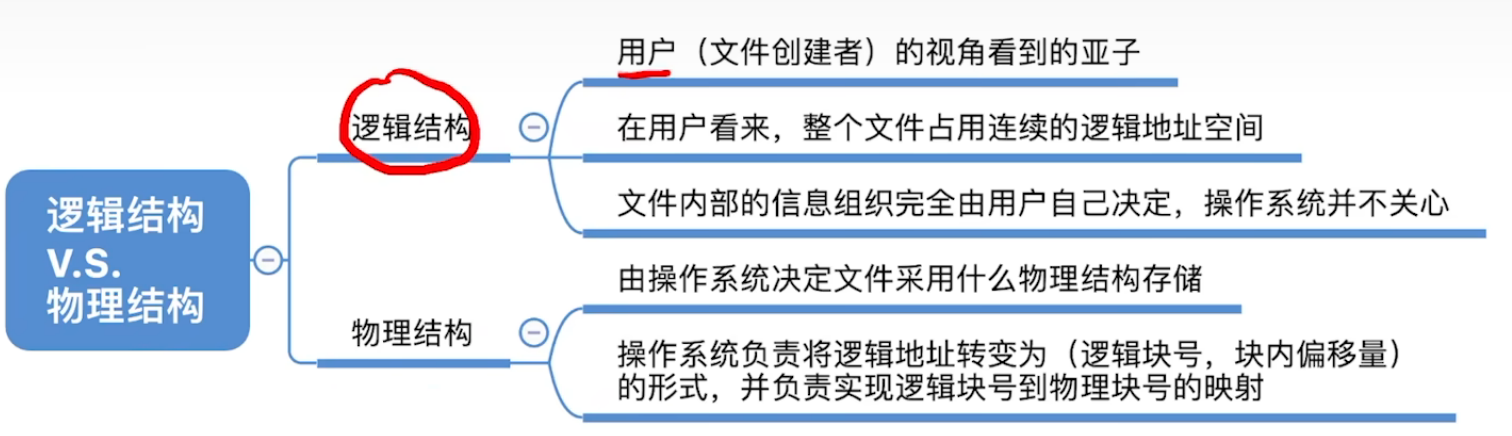 逻辑结构
V.S.
物理结构
逻辑结构
用户（文件创建者）的视角看到的亚子
在用户看来，整个文件占用连续的逻辑地址空间
文件内部的信息组织完全由用户自己决定，操作系统并不关心
物理结构
由操作系统决定文件采用什么物理结构存储
操作系统负责将逻辑地址转变为（逻辑块号，块内偏移量）
的形式，并负责实现逻辑块号到物理块号的映射